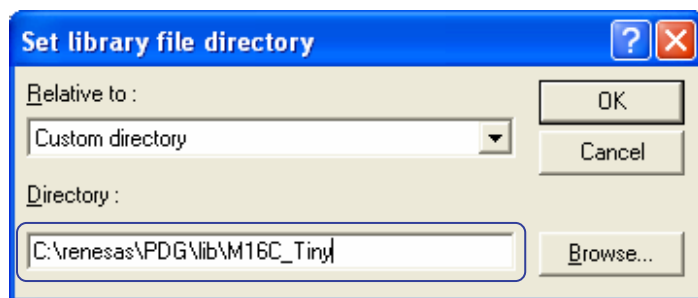 Set library file directory
Relative to :
Custom directory
OK
Cancel
Directory :
C:\renesas\PDG\lib\M16C_Tiny
Browse...